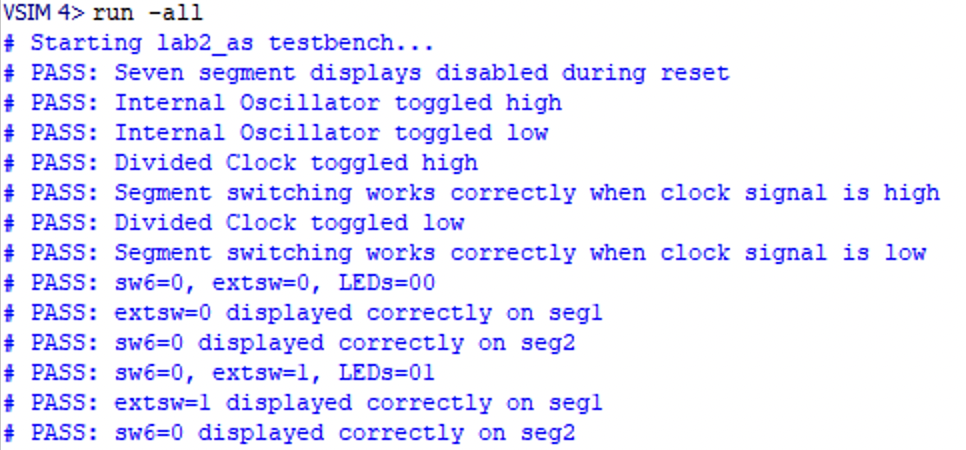 VSIM 4> run -all
# Starting lab2_as testbench...
# PASS: Seven segment displays disabled during reset
# PASS: Internal Oscillator toggled high
# PASS: Internal Oscillator toggled low
# PASS: Divided Clock toggled high
# PASS: Segment switching works correctly when clock signal is high
# PASS: Divided Clock toggled low
# PASS: Segment switching works correctly when clock signal is low
# PASS: sw6=0, extsw=0, LEDs=00
# PASS: extsw=0 displayed correctly on seg1
# PASS: sw6=0 displayed correctly on seg2
# PASS: sw6=0, extsw=1, LEDs=01
# PASS: extsw=1 displayed correctly on seg1
# PASS: sw6=0 displayed correctly on seg2